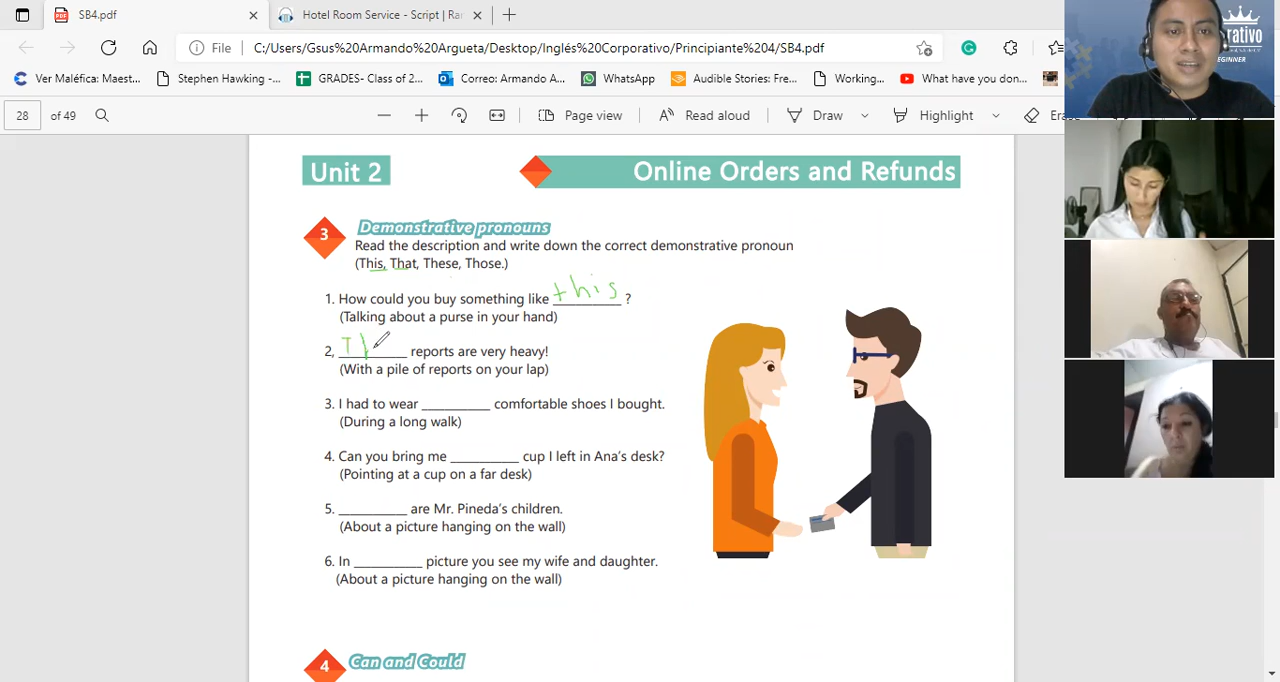 SB4.pdf
Hotel Room Service - Script | Ra
File
C:/Users/Gsus%20Armando%20Argueta/Desktop/Inglés%20Corporativo/Principiante%204/SB4.pdf
Ver Maléfica: Maest...
Stephen Hawking -...
GRADES- Class of 2...
Correo: Armando A...
WhatsApp
Audible Stories: Fre...
Working...
What have you don...
28 of 49
Page view
Read aloud
Draw
Highlight
Era
rativo
EGINNER
Unit 2
Online Orders and Refunds
3 Demonstrative pronouns
Read the description and write down the correct demonstrative pronoun
(This, That, These, Those.)
1. How could you buy something like this ?
(Talking about a purse in your hand)
2, Th reports are very heavy!
(With a pile of reports on your lap)
3. I had to wear __________ comfortable shoes I bought.
(During a long walk)
4. Can you bring me __________ cup I left in Ana's desk?
(Pointing at a cup on a far desk)
5. __________ are Mr. Pineda's children.
(About a picture hanging on the wall)
6. In __________ picture you see my wife and daughter.
(About a picture hanging on the wall)
4 Can and Could